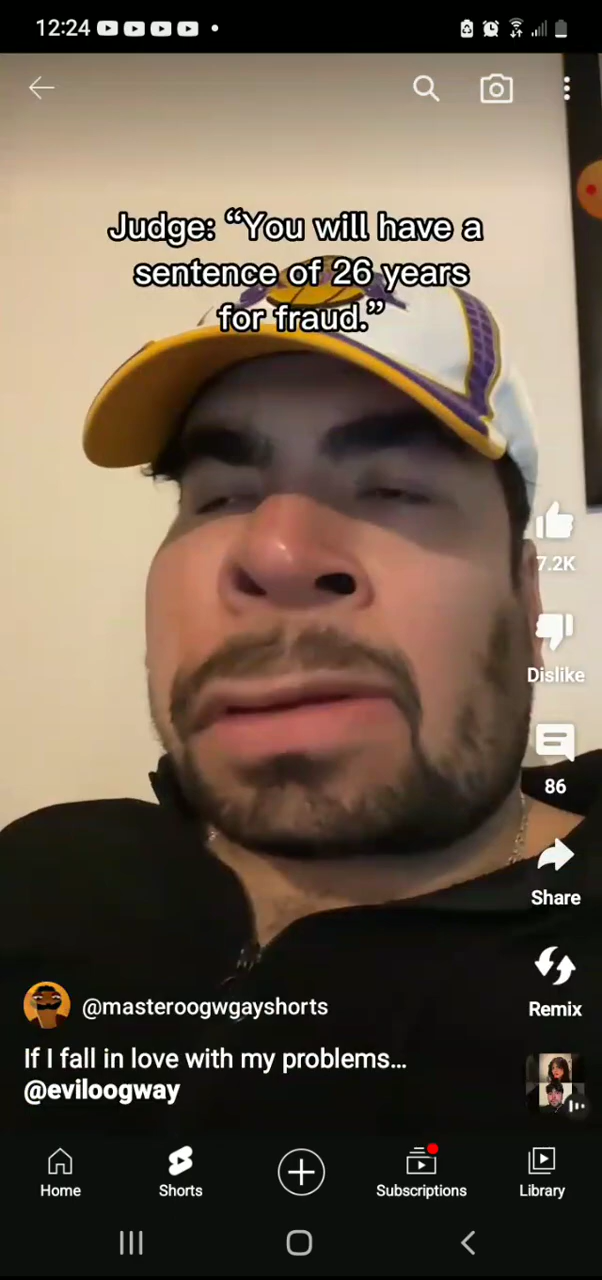 12:24
Judge: “You will have a
sentence of 26 years
for fraud.”
7.2K
Dislike
86
Share
Remix
@masteroogwgayshorts
If I fall in love with my problems...
@eviloogway
Home
Shorts
Subscriptions
Library